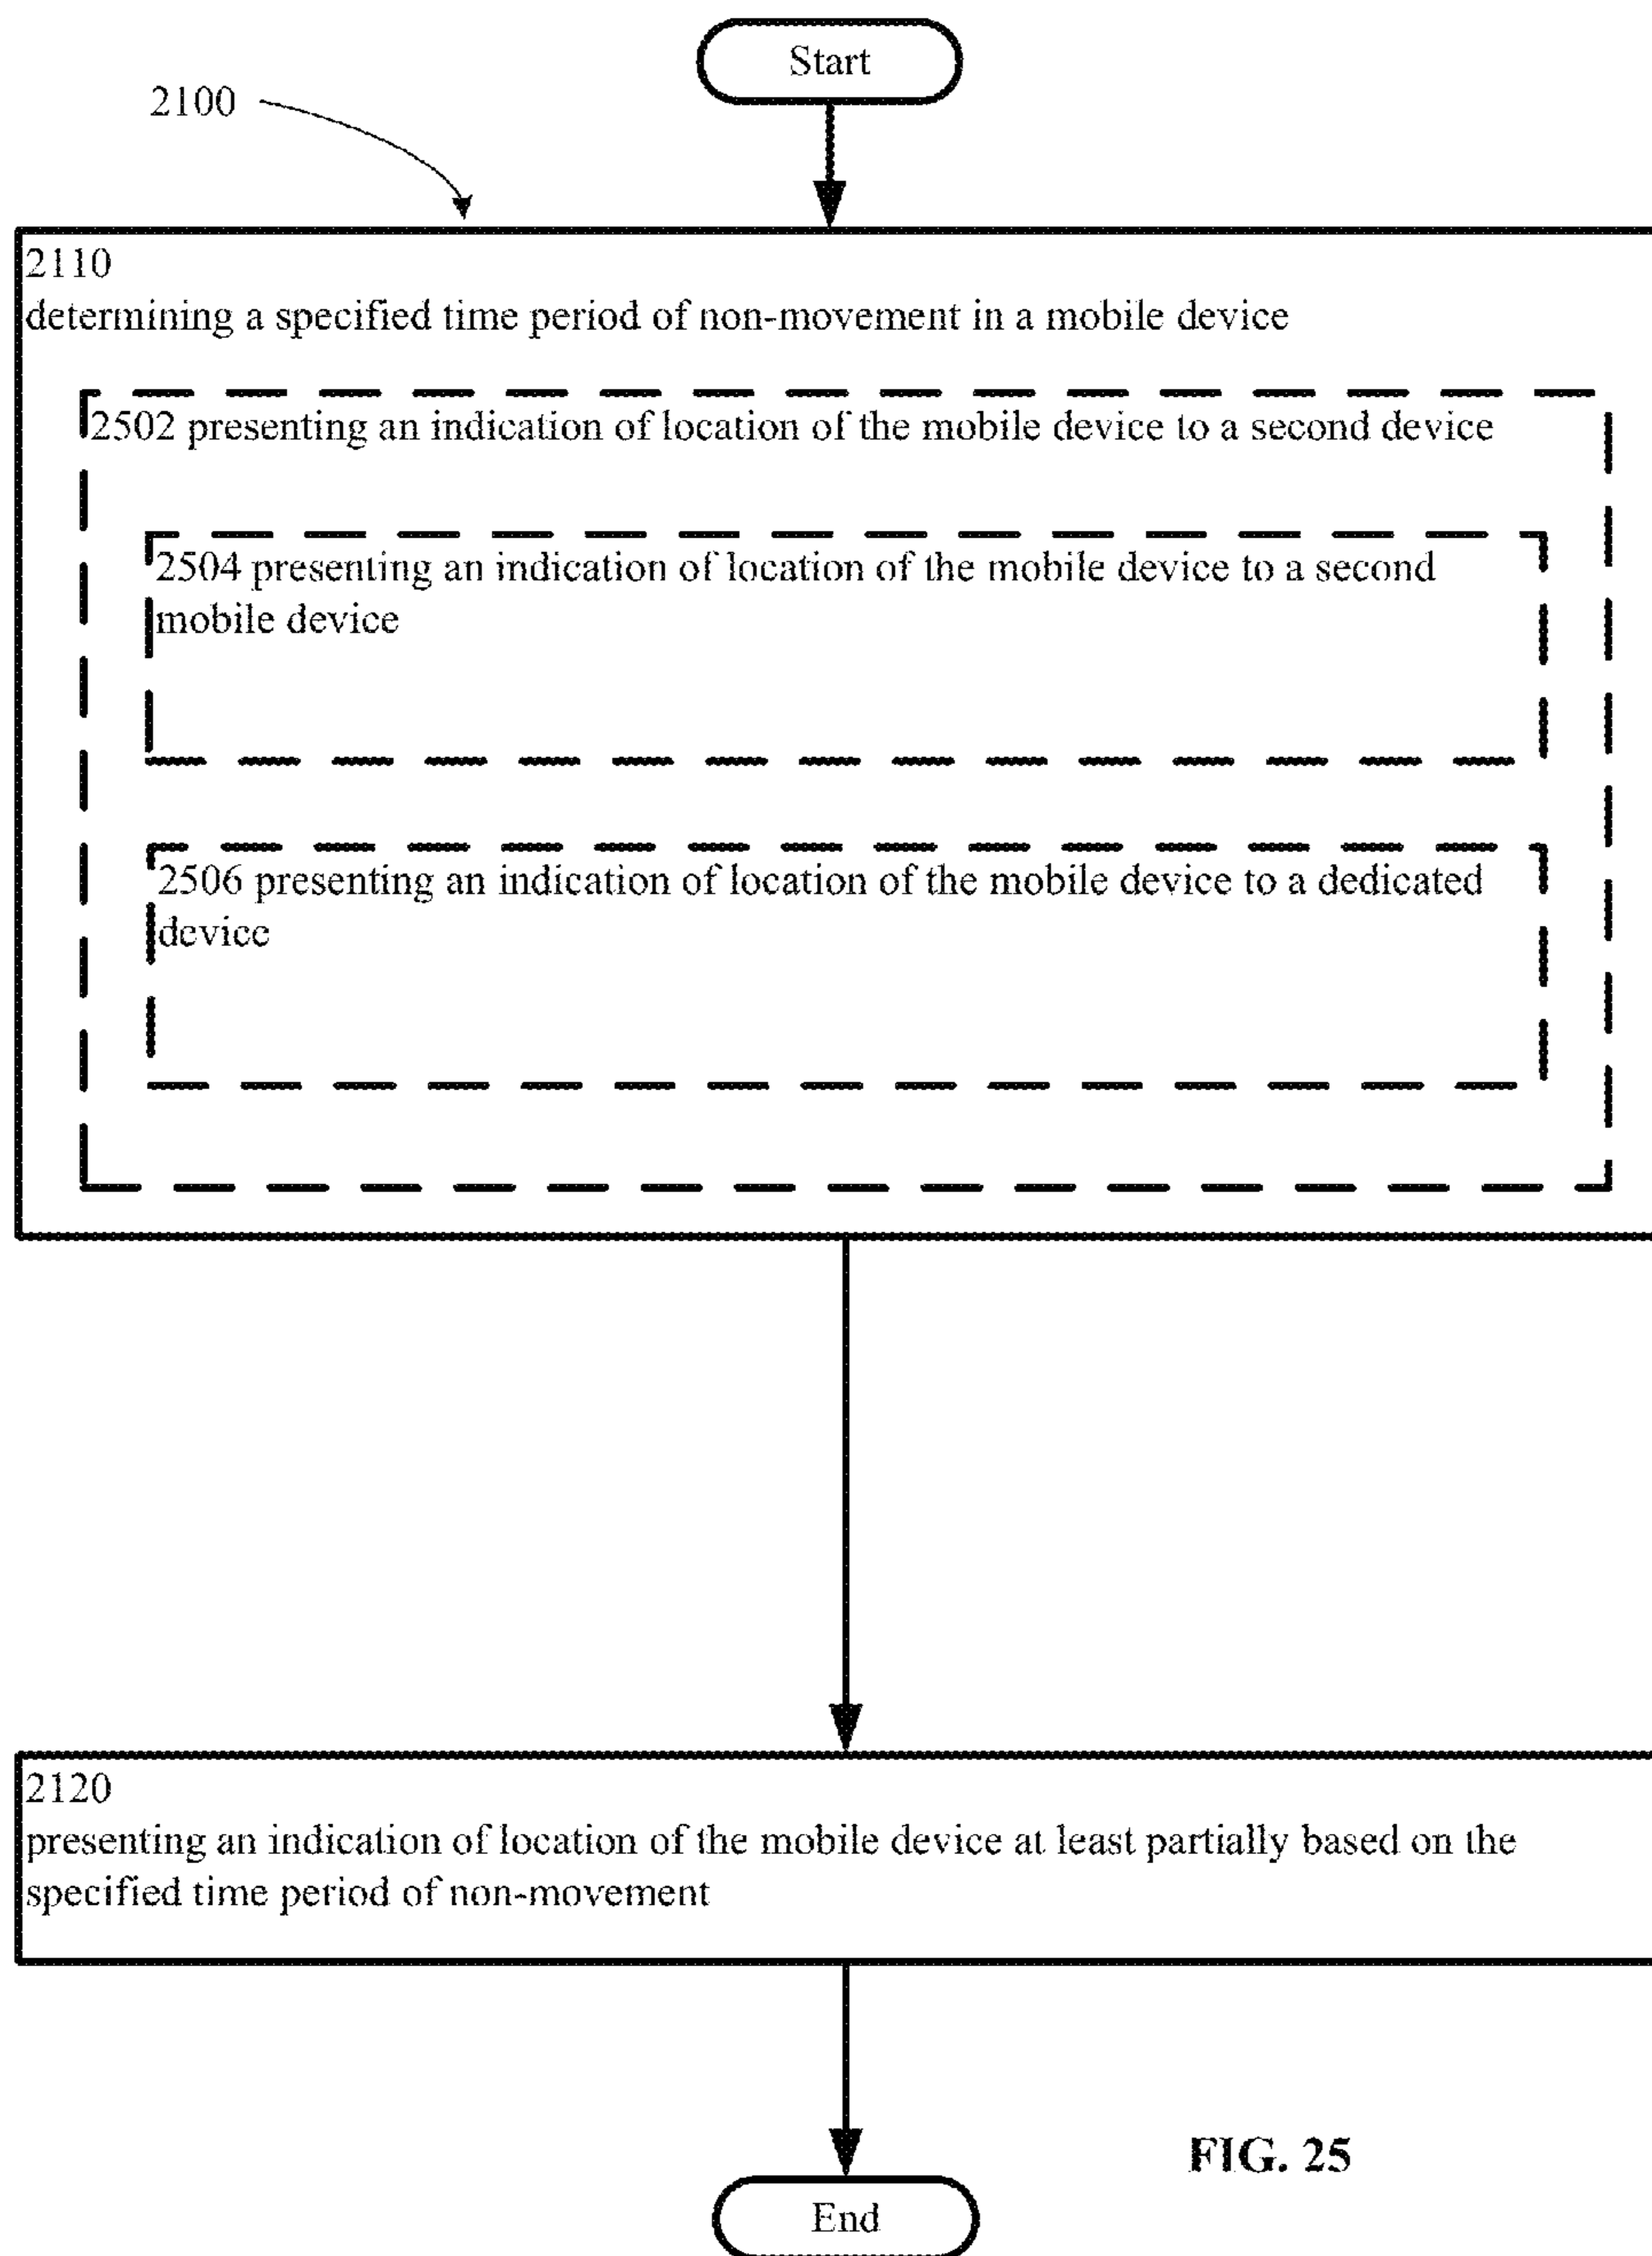 Start
2100
2110
determining a specified time period of non-movement in a mobile device
2502 presenting an indication of location of the mobile device to a second device
2504 presenting an indication of location of the mobile device to a second
mobile device
2506 presenting an indication of location of the mobile device to a dedicated
device
2120
presenting an indication of location of the mobile device at least partially based on the
specified time period of non-movement
FIG. 25
End